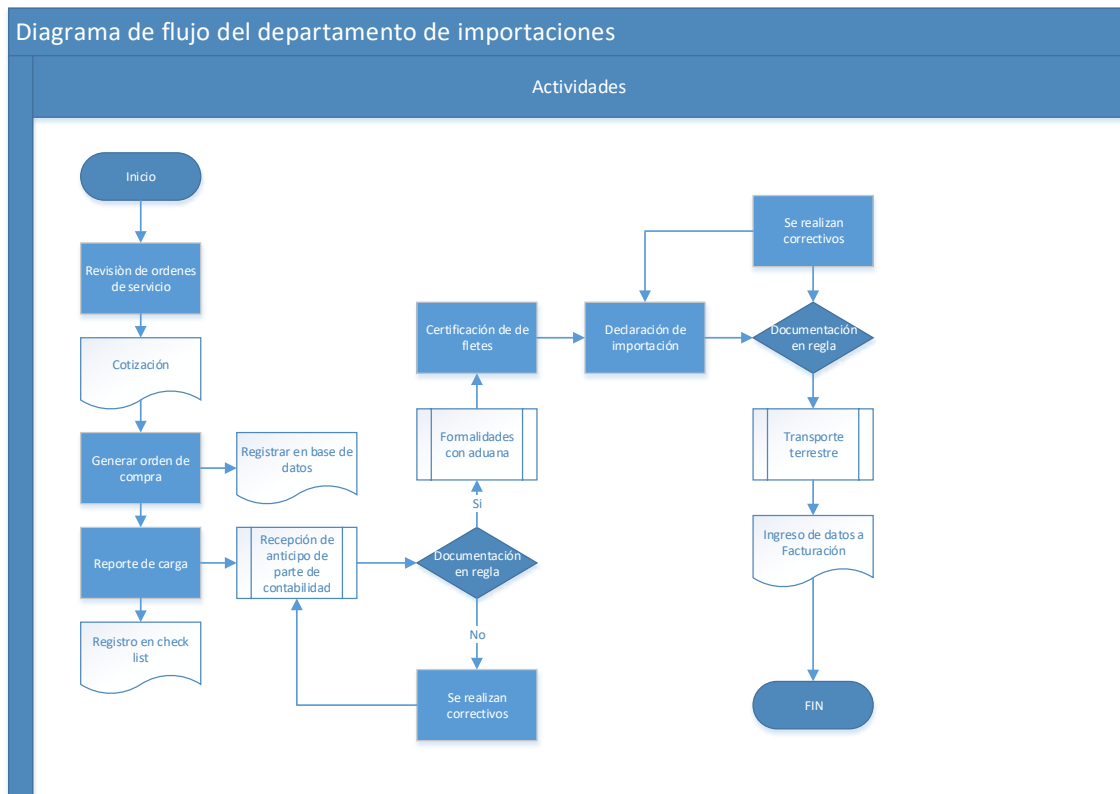 Diagrama de flujo del departamento de importaciones
Actividades
Inicio
Revisiòn de ordenes
de servicio
Cotización
Generar orden de
compra
Registrar en base de
datos
Reporte de carga
Registro en check
list
Recepción de
anticipo de
parte de
contabilidad
Documentación
en regla
Si
No
Se realizan
correctivos
Formalidades
con aduana
Certificación de de
fletes
Declaración de
importación
Se realizan
correctivos
Documentación
en regla
Transporte
terrestre
Ingreso de datos a
Facturación
FIN